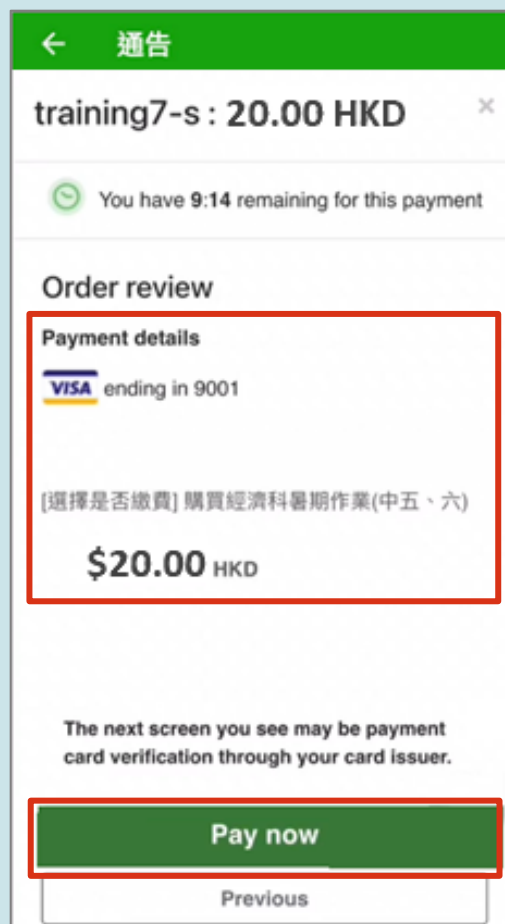 通告
training7-s : 20.00 HKD
You have 9:14 remaining for this payment
Order review
Payment details
VISA ending in 9001
[選擇是否繳費] 購買經濟科暑期作業(中五、六)
$20.00 HKD
The next screen you see may be payment
card verification through your card issuer.
Pay now
Previous